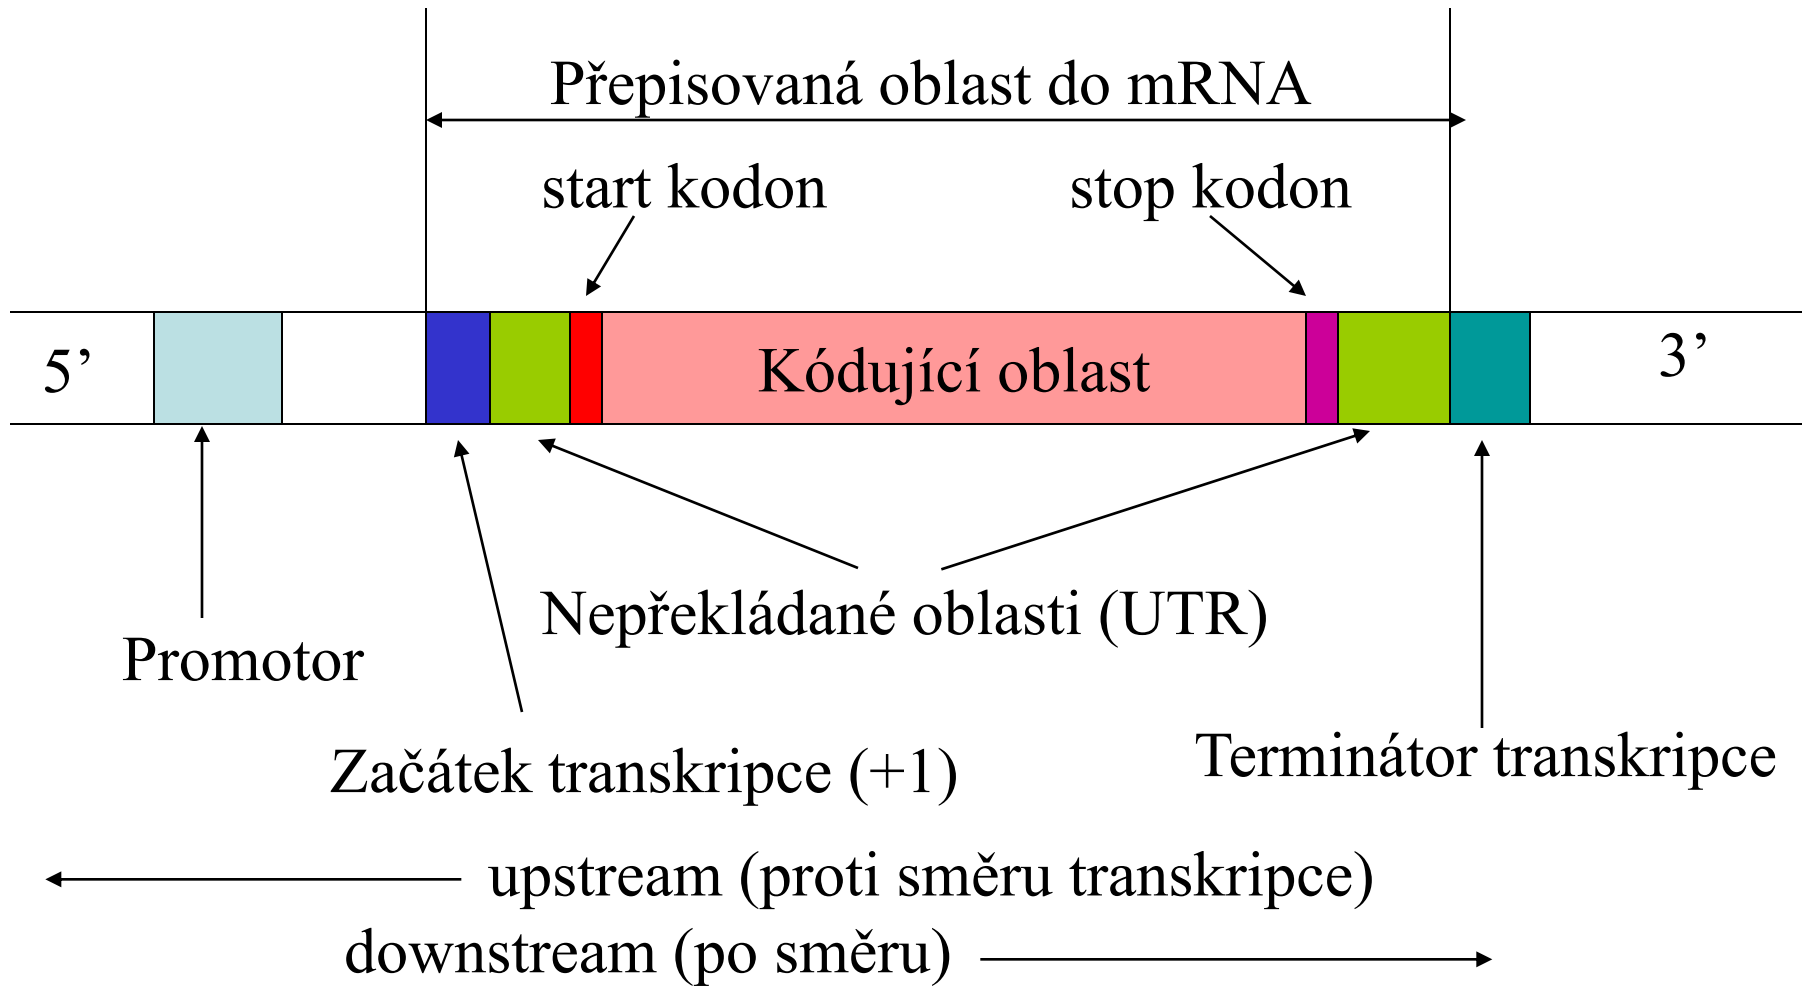 Přepisovaná oblast do mRNA
start kodon
stop kodon
5’
Kódující oblast
3’
Nepřekládané oblasti (UTR)
Promotor
Začátek transkripce (+1)
Terminátor transkripce
upstream (proti směru transkripce)
downstream (po směru)